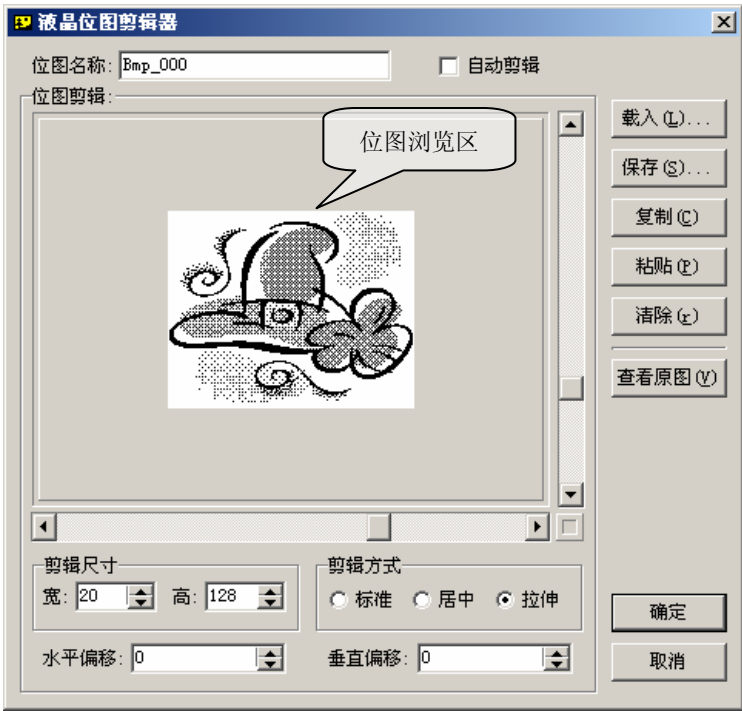 液晶位图剪辑器
位图名称: Bmp_000
自动剪辑
位图剪辑:
位图浏览区
载入(L)...
保存(S)...
复制(C)
粘贴(P)
清除(r)
查看原图(V)
剪辑尺寸
宽: 20 高: 128
剪辑方式
标准 居中 拉伸
水平偏移: 0
垂直偏移: 0
确定
取消